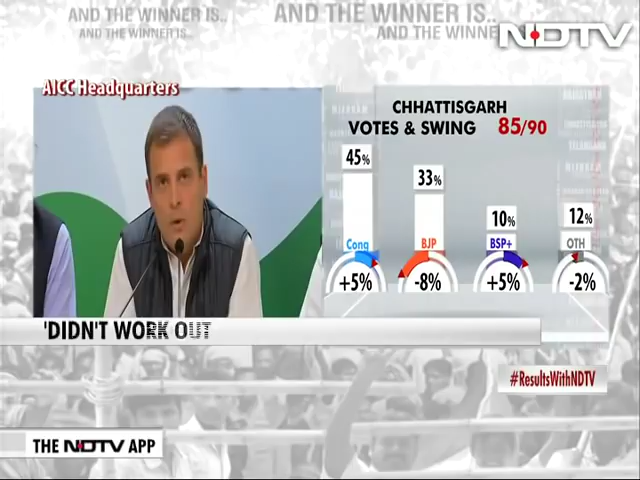 AND THE WINNER IS..
AND THE WINNER IS..
AND THE WINNER IS..
AND THE WINNE
NDTV
AICC Headquarters
CHHATTISGARH
VOTES & SWING 85/90
45% 33% 10% 12%
Cong BJP BSP+ OTH
+5% -8% +5% -2%
'DIDN'T WORK OUT
#ResultsWithNDTV
THE NDTV APP